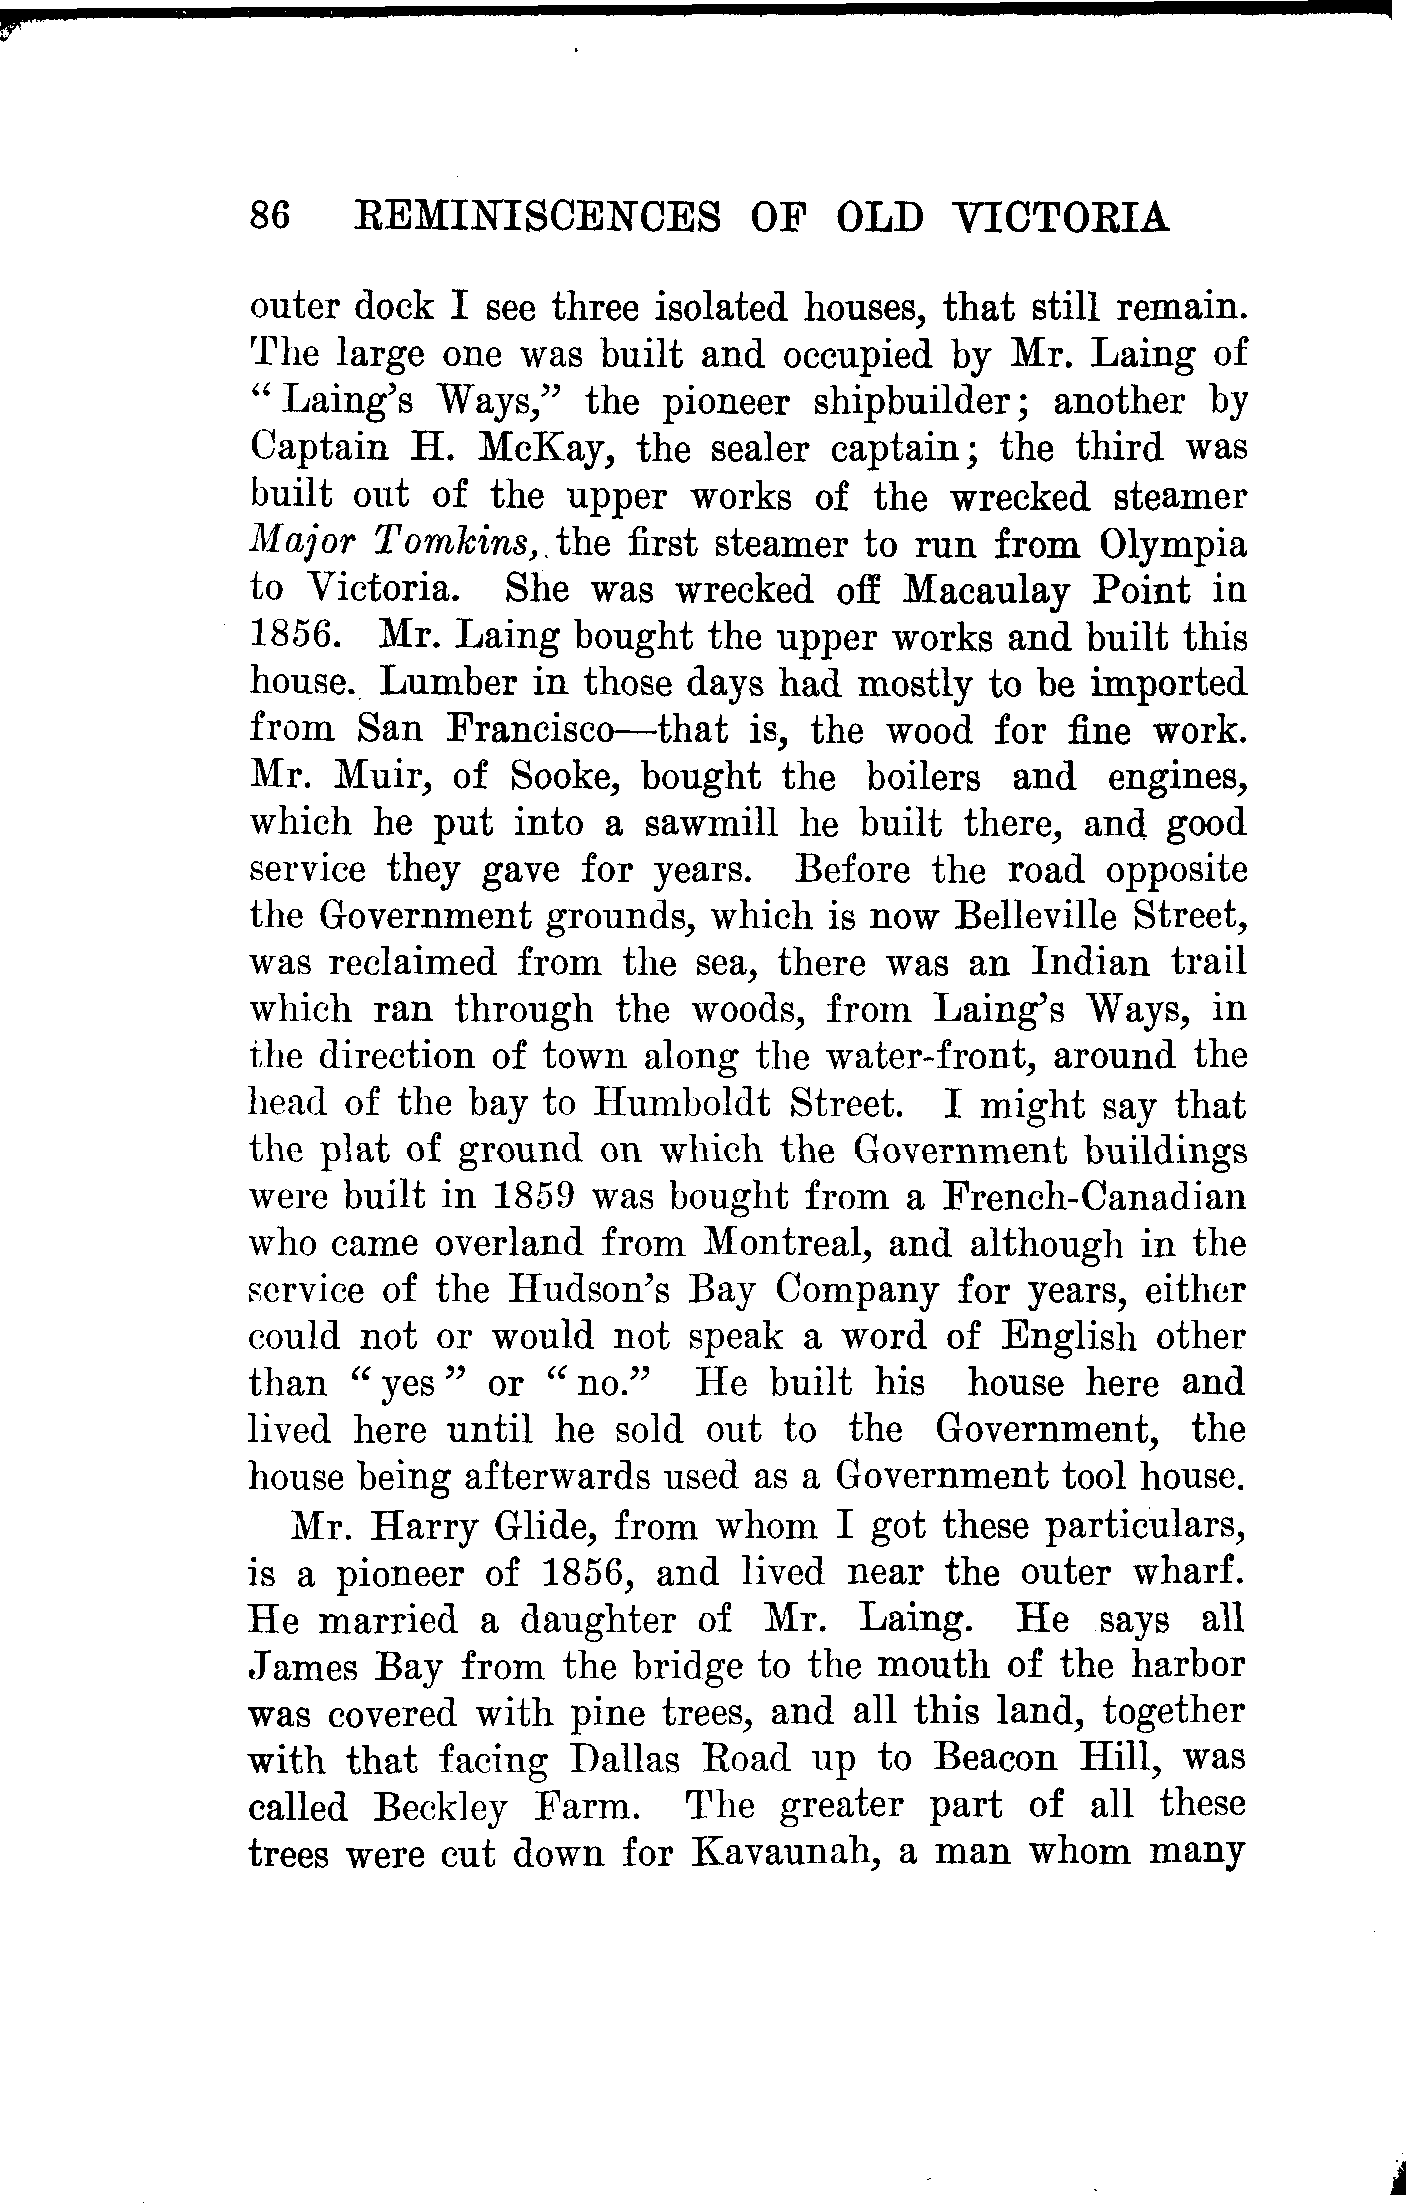 86 REMINISCENCES OF OLD VICTORIA
outer dock I see three isolated houses, that still remain.
The large one was built and occupied by Mr. Laing of
“Laing’s Ways,” the pioneer shipbuilder; another by
Captain H. McKay, the sealer captain; the third was
built out of the upper works of the wrecked steamer
Major Tomkins, the first steamer to run from Olympia
to Victoria. She was wrecked off Macaulay Point in
1856. Mr. Laing bought the upper works and built this
house. Lumber in those days had mostly to be imported
from San Francisco—that is, the wood for fine work.
Mr. Muir, of Sooke, bought the boilers and engines,
which he put into a sawmill he built there, and good
service they gave for years. Before the road opposite
the Government grounds, which is now Belleville Street,
was reclaimed from the sea, there was an Indian trail
which ran through the woods, from Laing’s Ways, in
the direction of town along the water-front, around the
head of the bay to Humboldt Street. I might say that
the plat of ground on which the Government buildings
were built in 1859 was bought from a French-Canadian
who came overland from Montreal, and although in the
service of the Hudson’s Bay Company for years, either
could not or would not speak a word of English other
than “yes” or “no.” He built his house here and
lived here until he sold out to the Government, the
house being afterwards used as a Government tool house.
Mr. Harry Glide, from whom I got these particulars,
is a pioneer of 1856, and lived near the outer wharf.
He married a daughter of Mr. Laing. He says all
James Bay from the bridge to the mouth of the harbor
was covered with pine trees, and all this land, together
with that facing Dallas Road up to Beacon Hill, was
called Beckley Farm. The greater part of all these
trees were cut down for Kavaunah, a man whom many